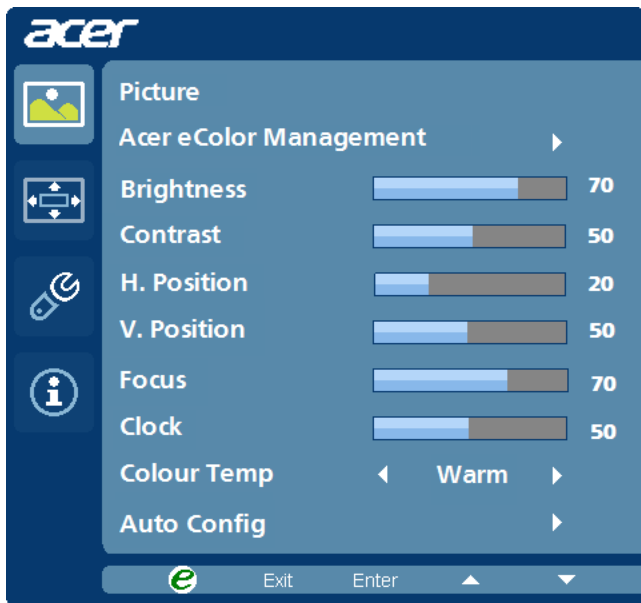 acer
Picture
Acer eColor Management
Brightness 70
Contrast 50
H. Position 20
V. Position 50
Focus 70
Clock 50
Colour Temp Warm
Auto Config
e Exit Enter